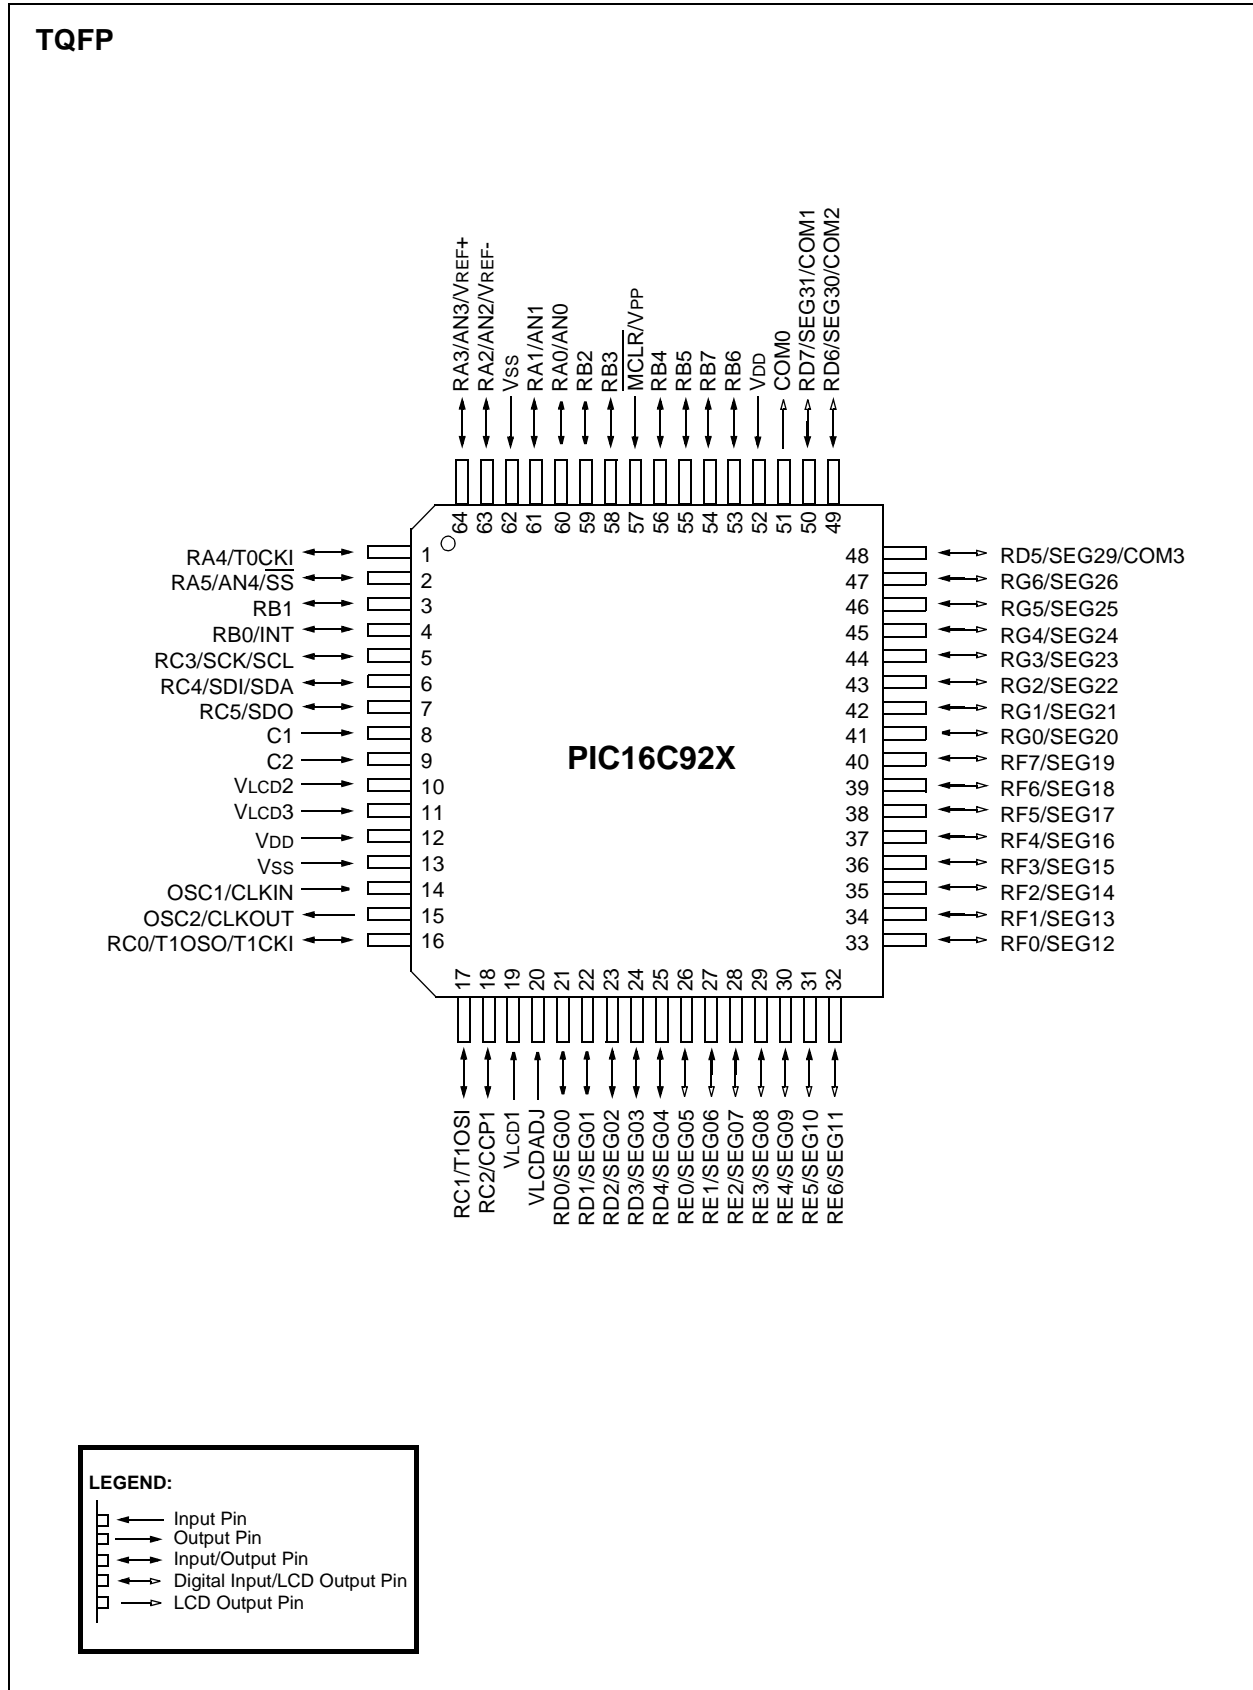 TQFP
RA3/AN3/VREF+
RA2/AN2/VREF-
VSS
RA1/AN1
RA0/AN0
RB2
RB3
MCLR/VPP
RB4
RB5
RB7
RB6
VDD
COM0
RD7/SEG31/COM1
RD6/SEG30/COM2
64 63 62 61 60 59 58 57 56 55 54 53 52 51 50 49
RA4/T0CKI 1
RA5/AN4/SS 2
RB1 3
RB0/INT 4
RC3/SCK/SCL 5
RC4/SDI/SDA 6
RC5/SDO 7
C1 8
C2 9
VLCD2 10
VLCD3 11
VDD 12
VSS 13
OSC1/CLKIN 14
OSC2/CLKOUT 15
RC0/T1OSO/T1CKI 16
PIC16C92X
48 RD5/SEG29/COM3
47 RG6/SEG26
46 RG5/SEG25
45 RG4/SEG24
44 RG3/SEG23
43 RG2/SEG22
42 RG1/SEG21
41 RG0/SEG20
40 RF7/SEG19
39 RF6/SEG18
38 RF5/SEG17
37 RF4/SEG16
36 RF3/SEG15
35 RF2/SEG14
34 RF1/SEG13
33 RF0/SEG12
17 18 19 20 21 22 23 24 25 26 27 28 29 30 31 32
RC1/T1OSI
RC2/CCP1
VLCD1
VLCDADJ
RD0/SEG00
RD1/SEG01
RD2/SEG02
RD3/SEG03
RD4/SEG04
RE0/SEG05
RE1/SEG06
RE2/SEG07
RE3/SEG08
RE4/SEG09
RE5/SEG10
RE6/SEG11
LEGEND:
Input Pin
Output Pin
Input/Output Pin
Digital Input/LCD Output Pin
LCD Output Pin